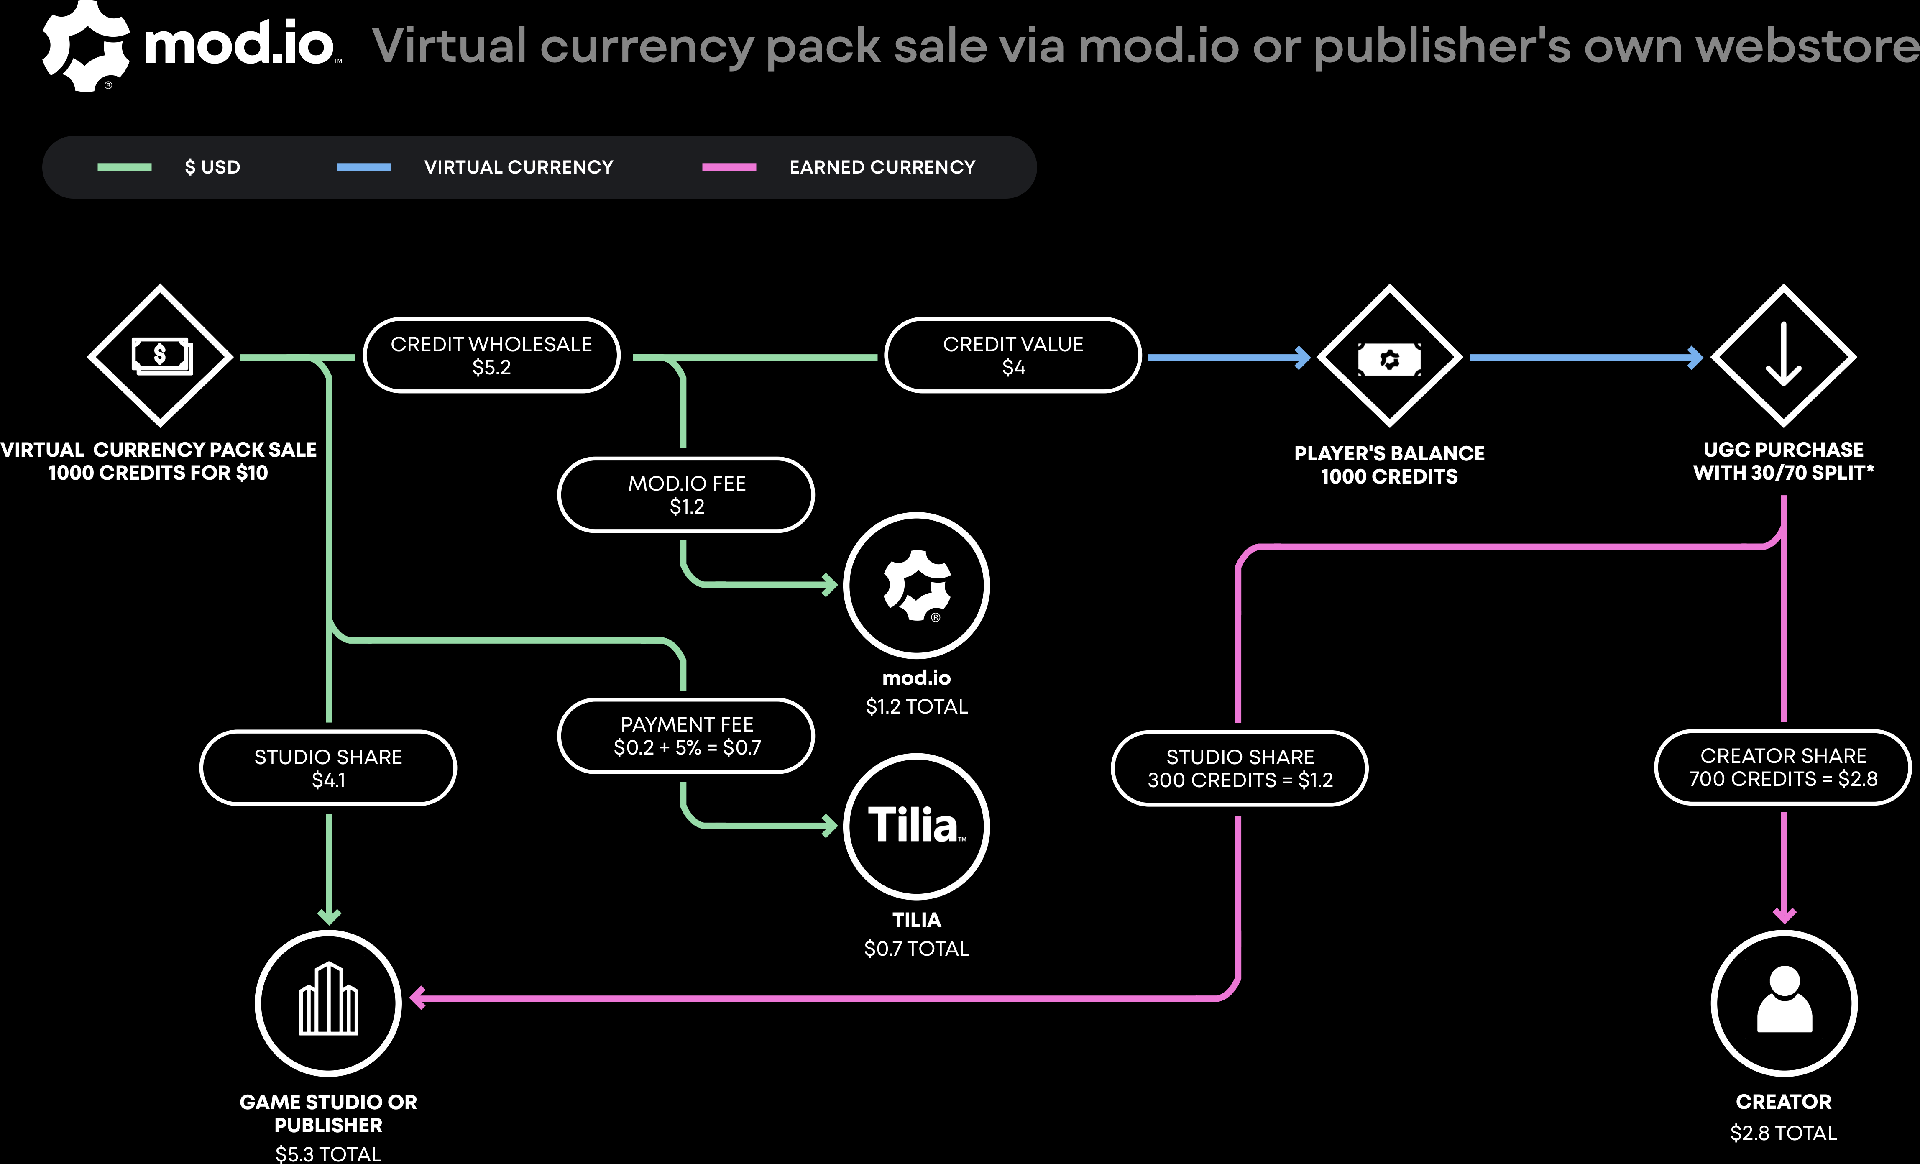 mod.io™ Virtual currency pack sale via mod.io or publisher's own webstore
®
$ USD
VIRTUAL CURRENCY
EARNED CURRENCY
$
CREDIT WHOLESALE
$5.2
CREDIT VALUE
$4
VIRTUAL CURRENCY PACK SALE
1000 CREDITS FOR $10
PLAYER'S BALANCE
1000 CREDITS
UGC PURCHASE
WITH 30/70 SPLIT*
MOD.IO FEE
$1.2
®
mod.io
$1.2 TOTAL
PAYMENT FEE
$0.2 + 5% = $0.7
STUDIO SHARE
$4.1
STUDIO SHARE
300 CREDITS = $1.2
CREATOR SHARE
700 CREDITS = $2.8
Tilia™
TILIA
$0.7 TOTAL
GAME STUDIO OR
PUBLISHER
$5.3 TOTAL
CREATOR
$2.8 TOTAL